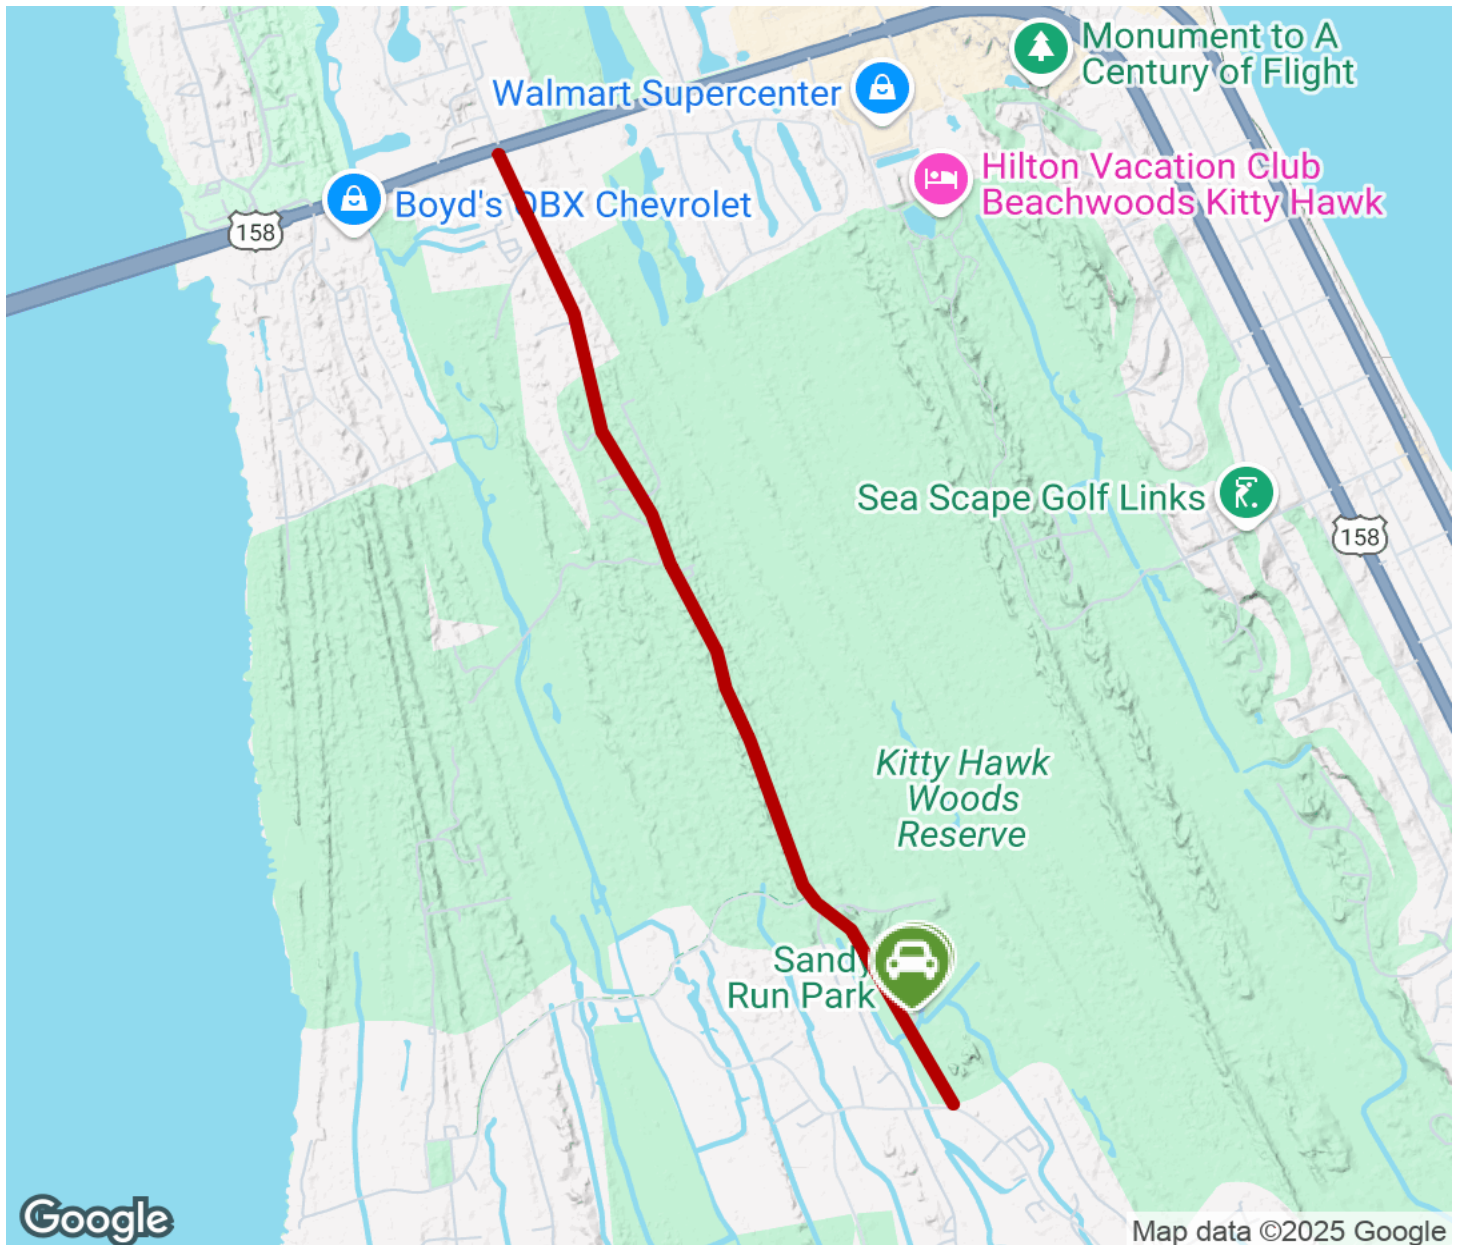 Monument to A
Century of Flight
Walmart Supercenter
Hilton Vacation Club
Beachwoods Kitty Hawk
Boyd's OBX Chevrolet
158
Sea Scape Golf Links
158
Kitty Hawk
Woods
Reserve
Sandy
Run Park
Google
Map data ©2025 Google